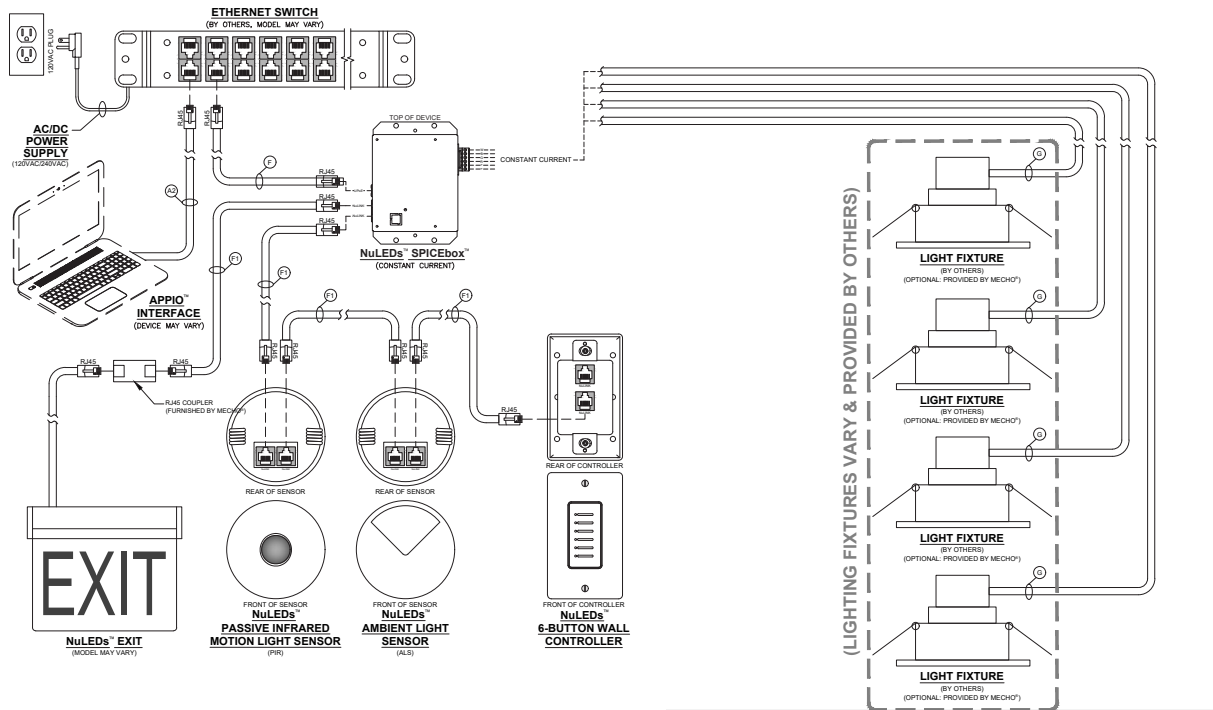 ETHERNET SWITCH
(BY OTHERS, MODEL MAY VARY)
120VAC PLUG
AC/DC
POWER
SUPPLY
(120VAC/240VAC)
RJ45
RJ45
A2
F
TOP OF DEVICE
CONSTANT CURRENT
RJ45
RJ45
RJ45
NuLEDs™ SPICEbox™
(CONSTANT CURRENT)
F1
F1
F1
F1
APPIO™
INTERFACE
(DEVICE MAY VARY)
RJ45
RJ45
RJ45 COUPLER
(FURNISHED BY MECHO®)
RJ45
RJ45
RJ45
RJ45
RJ45
REAR OF SENSOR
REAR OF SENSOR
REAR OF CONTROLLER
EXIT
NuLEDs™ EXIT
(MODEL MAY VARY)
FRONT OF SENSOR
NuLEDs™
PASSIVE INFRARED
MOTION LIGHT SENSOR
(PIR)
FRONT OF SENSOR
NuLEDs™
AMBIENT LIGHT
SENSOR
(ALS)
FRONT OF CONTROLLER
NuLEDs™
6-BUTTON WALL
CONTROLLER
(LIGHTING FIXTURES VARY & PROVIDED BY OTHERS)
G
LIGHT FIXTURE
(BY OTHERS)
(OPTIONAL: PROVIDED BY MECHO®)
G
LIGHT FIXTURE
(BY OTHERS)
(OPTIONAL: PROVIDED BY MECHO®)
G
LIGHT FIXTURE
(BY OTHERS)
(OPTIONAL: PROVIDED BY MECHO®)
G
LIGHT FIXTURE
(BY OTHERS)
(OPTIONAL: PROVIDED BY MECHO®)